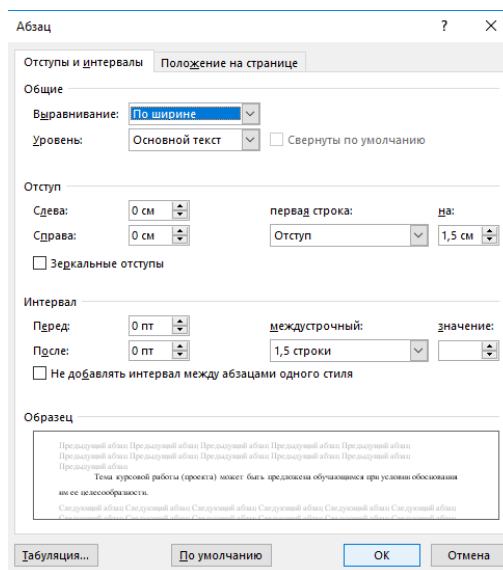 Абзац ? ×
Отступы и интервалы Положение на странице
Общие
Выравнивание: По ширине
Уровень: Основной текст Свернуты по умолчанию
Отступ
Слева: 0 см первая строка: на:
Справа: 0 см Отступ 1,5 см
Зеркальные отступы
Интервал
Перед: 0 пт междустрочный: значение:
После: 0 пт 1,5 строки
Не добавлять интервал между абзацами одного стиля
Образец
Предыдущий абзац Предыдущий абзац Предыдущий абзац Предыдущий абзац Предыдущий абзац
Предыдущий абзац Предыдущий абзац Предыдущий абзац Предыдущий абзац Предыдущий абзац
Предыдущий абзац
Тема курсовой работы (проекта) может быть предложена обучающимся при условии обоснования
им ее целесообразности.
Следующий абзац Следующий абзац Следующий абзац Следующий абзац Следующий абзац Следующий абзац
Следующий абзац Следующий абзац Следующий абзац Следующий абзац Следующий абзац Следующий абзац
Табуляция... По умолчанию ОК Отмена